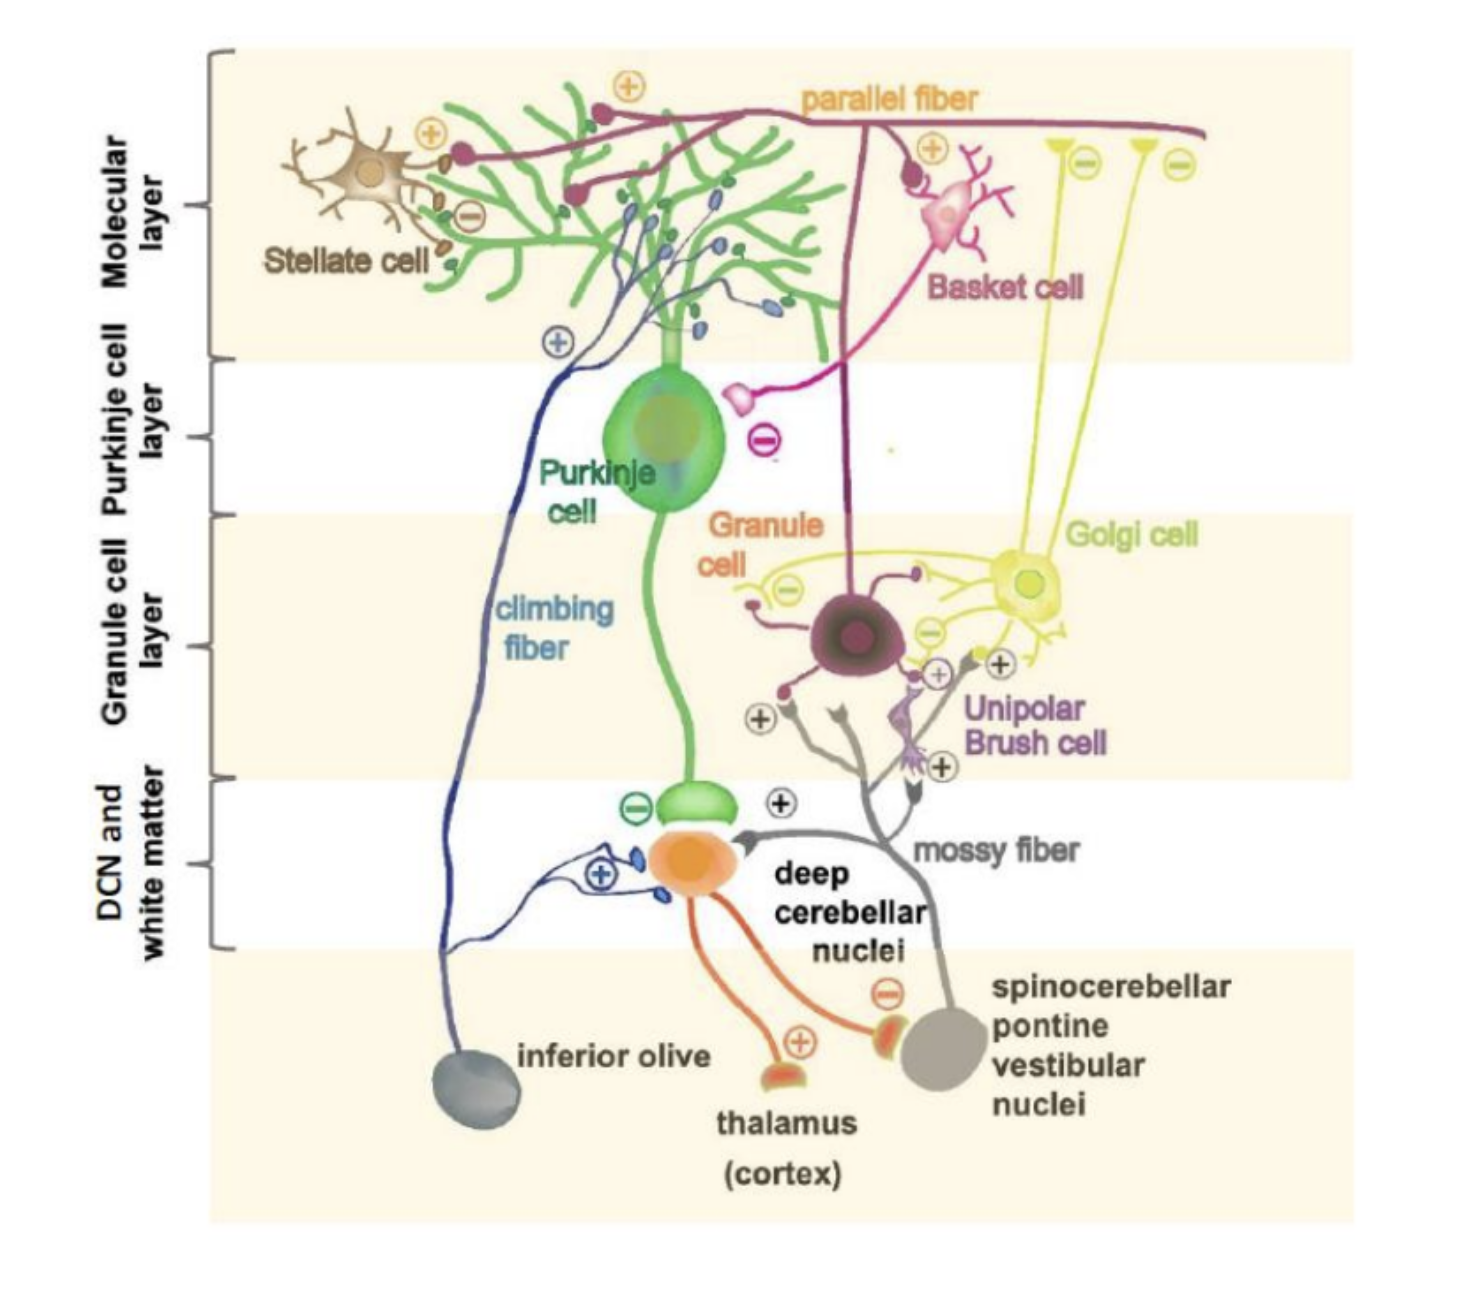 Molecular
layer
Purkinje cell
layer
Granule cell
layer
DCN and
white matter
parallel fiber
Stellate cell
Basket cell
Purkinje
cell
Granule
cell
Golgi cell
climbing
fiber
Unipolar
Brush cell
mossy fiber
deep
cerebellar
nuclei
inferior olive
spinocerebellar
pontine
vestibular
nuclei
thalamus
(cortex)